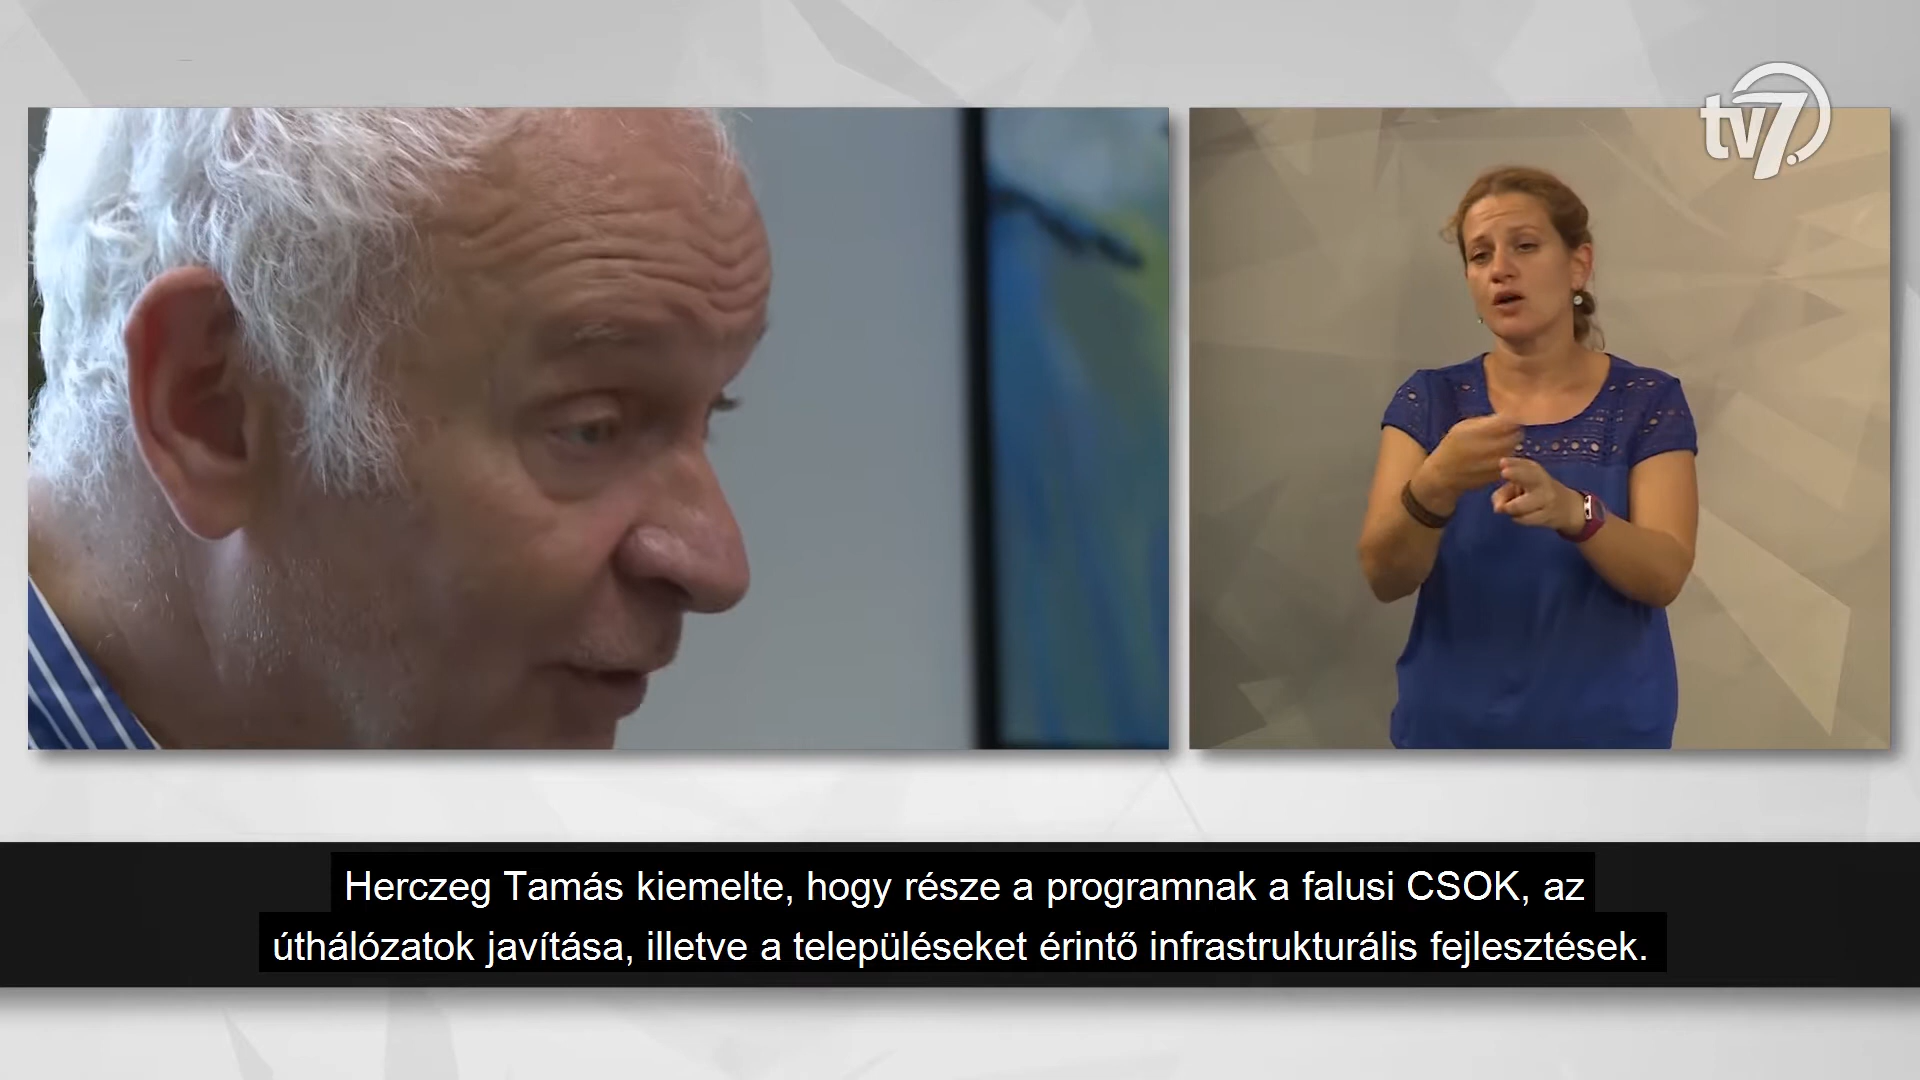 tv7.
Herczeg Tamás kiemelte, hogy része a programnak a falusi CSOK, az
úthálózatok javítása, illetve a településeket érintő infrastrukturális fejlesztések.